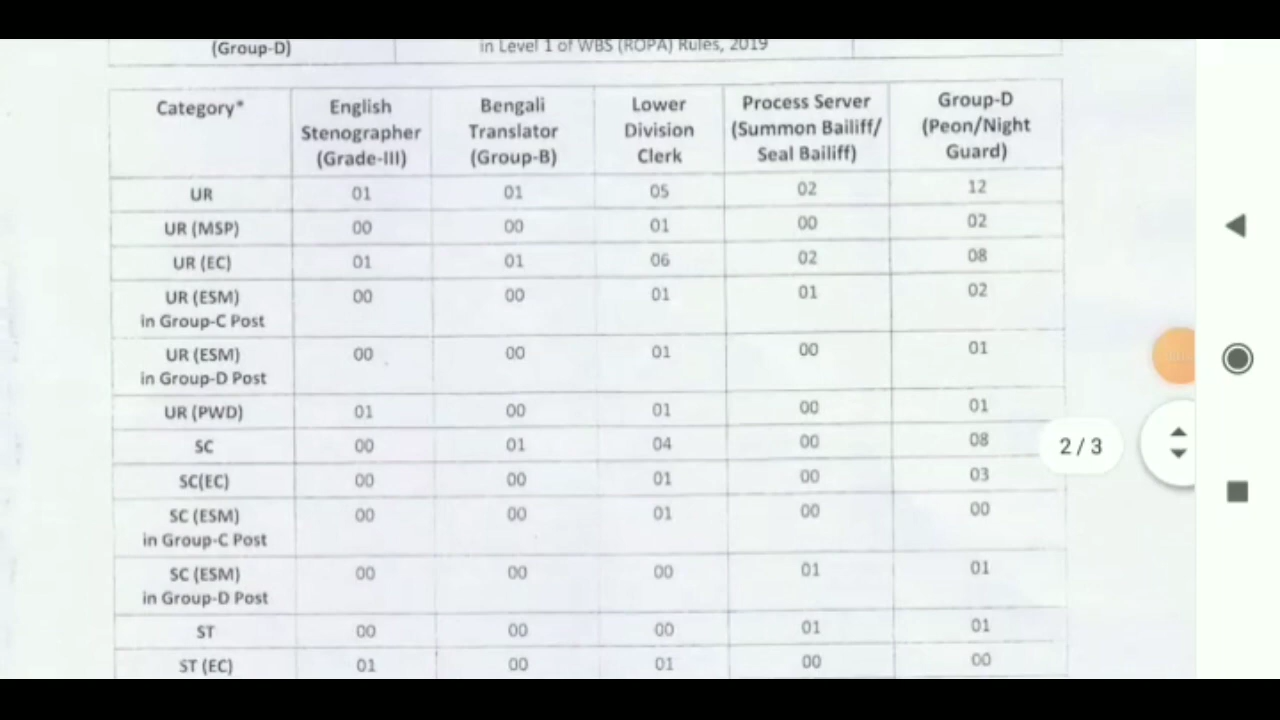 (Group-D) in Level 1 of WBS (ROPA) Rules, 2019
Category* English Stenographer (Grade-III) Bengali Translator (Group-B) Lower Division Clerk Process Server (Summon Bailiff/ Seal Bailiff) Group-D (Peon/Night Guard)
UR 01 01 05 02 12
UR (MSP) 00 00 01 00 02
UR (EC) 01 01 06 02 08
UR (ESM) in Group-C Post 00 00 01 01 02
UR (ESM) in Group-D Post 00 00 01 00 01
UR (PWD) 01 00 01 00 01
SC 00 01 04 00 08
SC(EC) 00 00 01 00 03
SC (ESM) in Group-C Post 00 00 01 00 00
SC (ESM) in Group-D Post 00 00 00 01 01
ST 00 00 00 01 01
ST (EC) 01 00 01 00 00
2 / 3